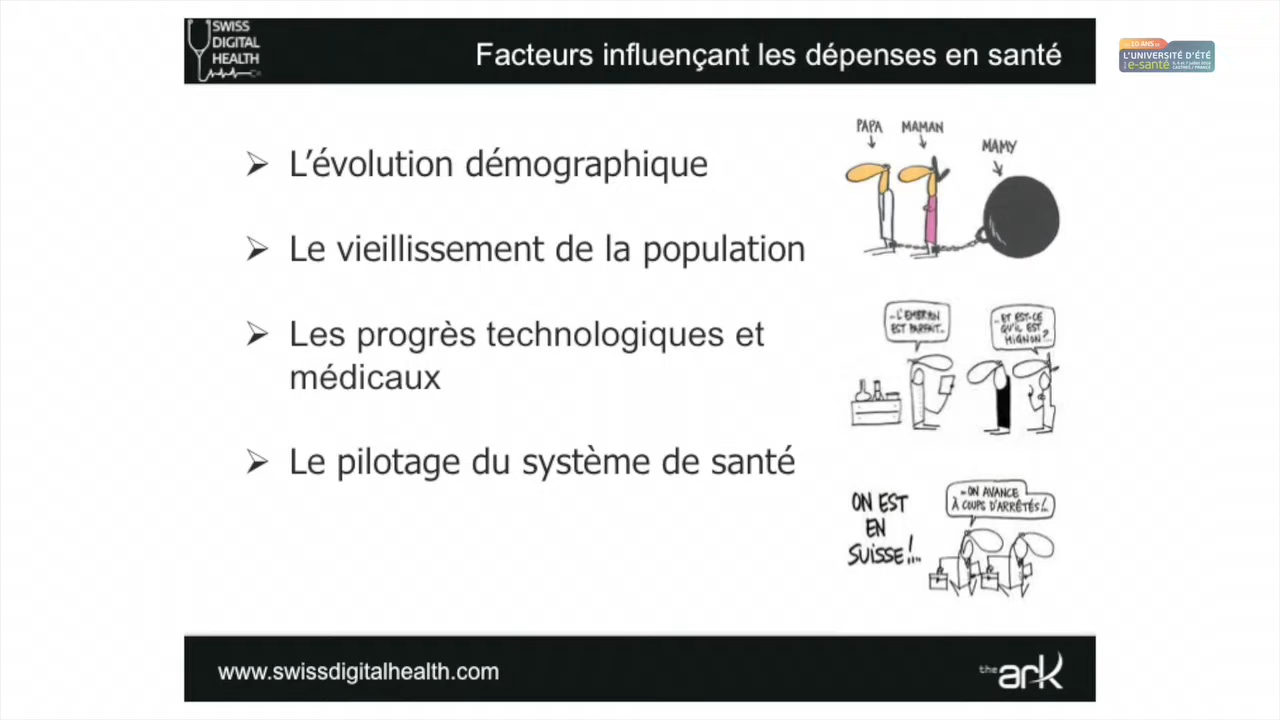 SWISS
DIGITAL
HEALTH
Facteurs influençant les dépenses en santé
L'UNIVERSITÉ D'ÉTÉ
e-santé
PAPA
MAMAN
MAMY
➢ L'évolution démographique
➢ Le vieillissement de la population
➢ Les progrès technologiques et
médicaux
➢ Le pilotage du système de santé
...L'EMBRYON
EST PARFAIT...
...ET EST-CE
QU'IL EST
MIGNON?...
ON EST
EN
SUISSE!...
...ON AVANCE
À COUPS D'ARRÊTÉS!...
www.swissdigitalhealth.com
the ark